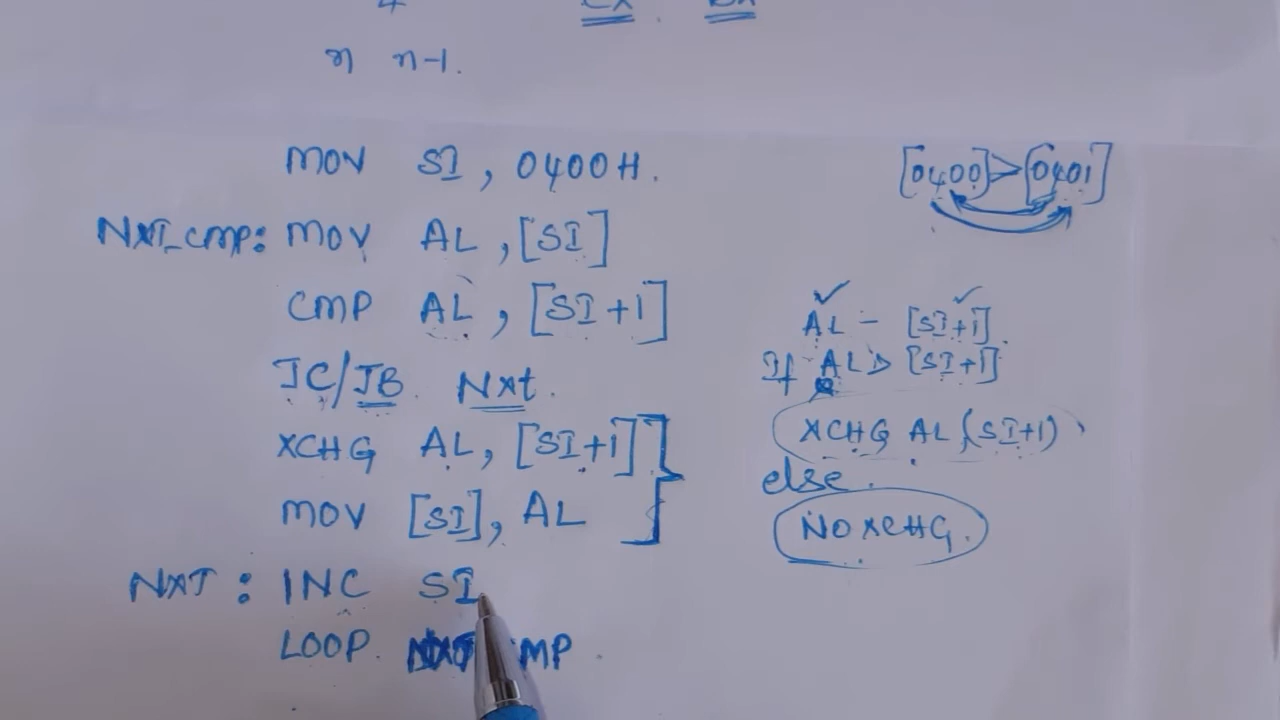 n n-1.
MOV SI, 0400H.
[0400]>[0401]
NXT_CMP: MOV AL,[SI]
CMP AL,[SI+1]
JC/JB Nxt.
XCHG AL,[SI+1]
MOV [SI], AL
NXT: INC SI
LOOP MP
AL - [SI+1]
If AL> [SI+1]
XCHG AL,(SI+1)
else.
NO XCHG.